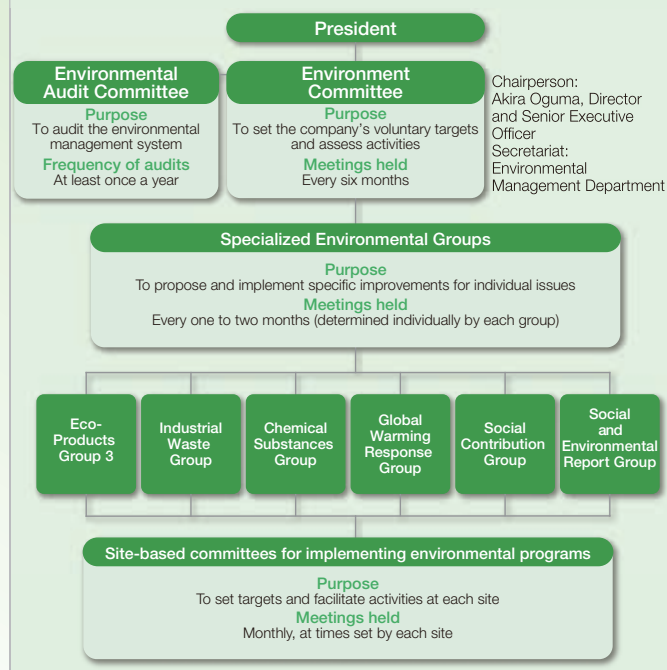 President
Environmental
Audit Committee
Purpose
To audit the environmental
management system
Frequency of audits
At least once a year
Environment
Committee
Purpose
To set the company's voluntary targets
and assess activities
Meetings held
Every six months
Chairperson:
Akira Oguma, Director
and Senior Executive
Officer
Secretariat:
Environmental
Management Department
Specialized Environmental Groups
Purpose
To propose and implement specific improvements for individual issues
Meetings held
Every one to two months (determined individually by each group)
Eco-
Products
Group 3
Industrial
Waste
Group
Chemical
Substances
Group
Global
Warming
Response
Group
Social
Contribution
Group
Social
and
Environmental
Report Group
Site-based committees for implementing environmental programs
Purpose
To set targets and facilitate activities at each site
Meetings held
Monthly, at times set by each site